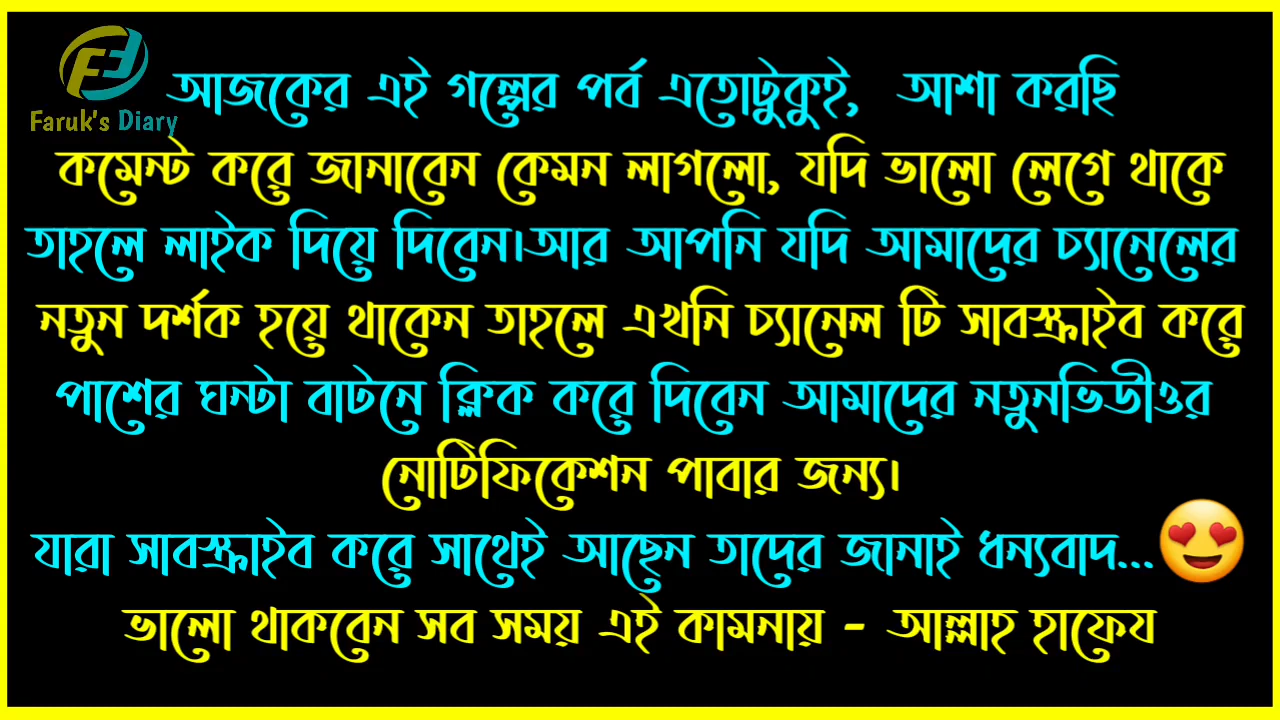 Faruk's Diary
আজকের এই গল্পের পর্ব এতোটুকুই, আশা করছি
কমেন্ট করে জানাবেন কেমন লাগলো, যদি ভালো লেগে থাকে
তাহলে লাইক দিয়ে দিবেন।আর আপনি যদি আমাদের চ্যানেলের
নতুন দর্শক হয়ে থাকেন তাহলে এখনি চ্যানেল টি সাবস্ক্রাইব করে
পাশের ঘন্টা বাটনে ক্লিক করে দিবেন আমাদের নতুনভিডীওর
নোটিফিকেশন পাবার জন্য।
যারা সাবস্ক্রাইব করে সাথেই আছেন তাদের জানাই ধন্যবাদ...😍
ভালো থাকবেন সব সময় এই কামনায় - আল্লাহ হাফেয